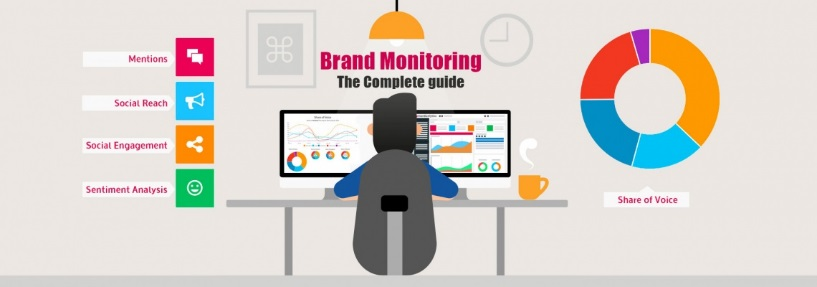 Brand Monitoring
The Complete guide
Mentions
Social Reach
Social Engagement
Sentiment Analysis
Share of Voice